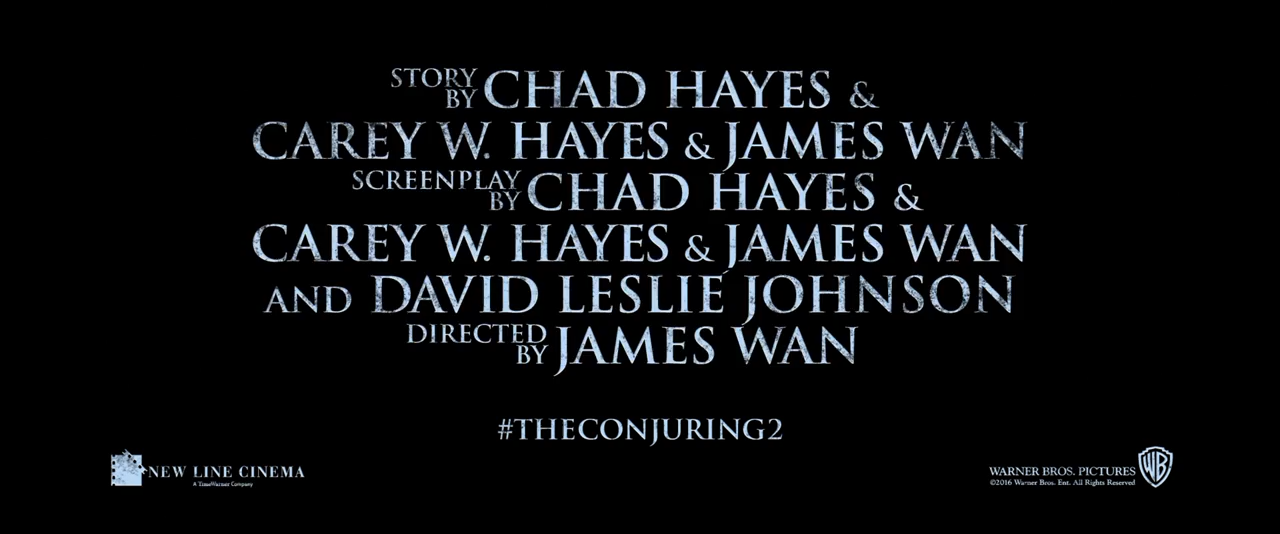 STORY BY CHAD HAYES &
CAREY W. HAYES & JAMES WAN
SCREENPLAY BY CHAD HAYES &
CAREY W. HAYES & JAMES WAN
AND DAVID LESLIE JOHNSON
DIRECTED BY JAMES WAN
#THECONJURING2
NEW LINE CINEMA
A TimeWarner Company
WARNER BROS. PICTURES
©2016 Warner Bros. Ent. All Rights Reserved
WB